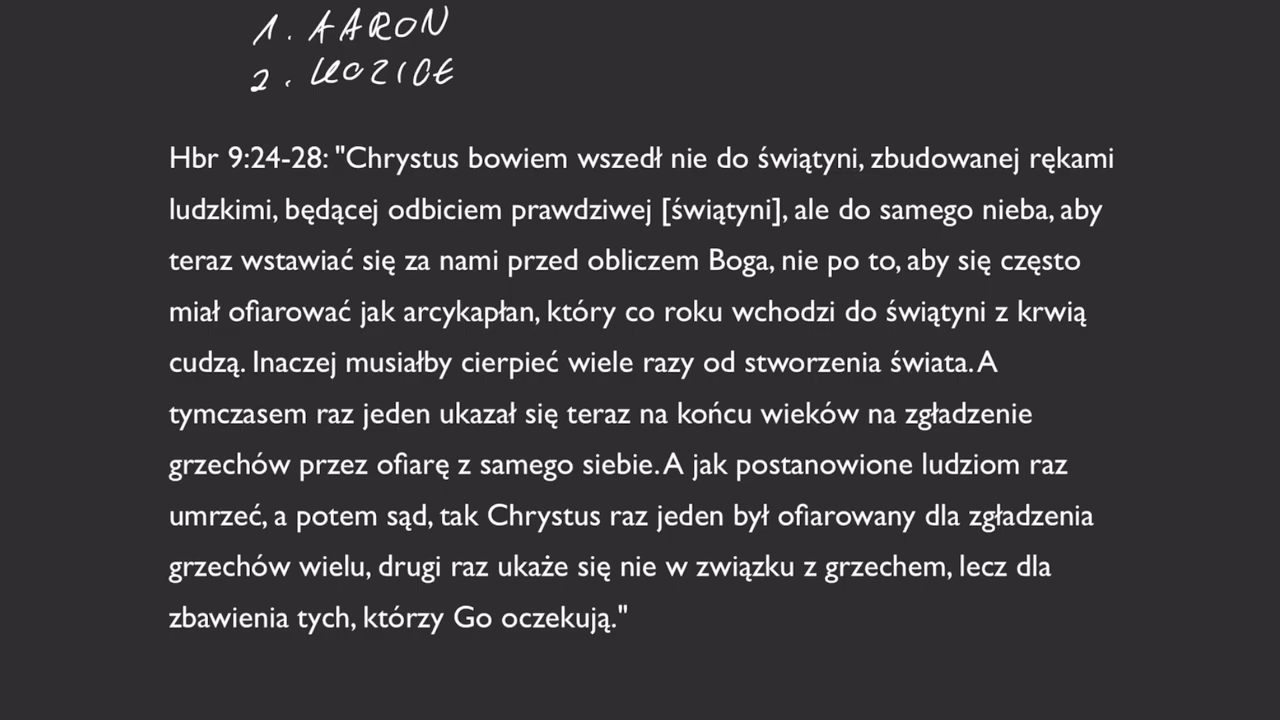 1. AARON
2. LUDZIE
Hbr 9:24-28: "Chrystus bowiem wszedł nie do świątyni, zbudowanej rękami
ludzkimi, będącej odbiciem prawdziwej [świątyni], ale do samego nieba, aby
teraz wstawiać się za nami przed obliczem Boga, nie po to, aby się często
miał ofiarować jak arcykapłan, który co roku wchodzi do świątyni z krwią
cudzą. Inaczej musiałby cierpieć wiele razy od stworzenia świata. A
tymczasem raz jeden ukazał się teraz na końcu wieków na zgładzenie
grzechów przez ofiarę z samego siebie. A jak postanowione ludziom raz
umrzeć, a potem sąd, tak Chrystus raz jeden był ofiarowany dla zgładzenia
grzechów wielu, drugi raz ukaże się nie w związku z grzechem, lecz dla
zbawienia tych, którzy Go oczekują."